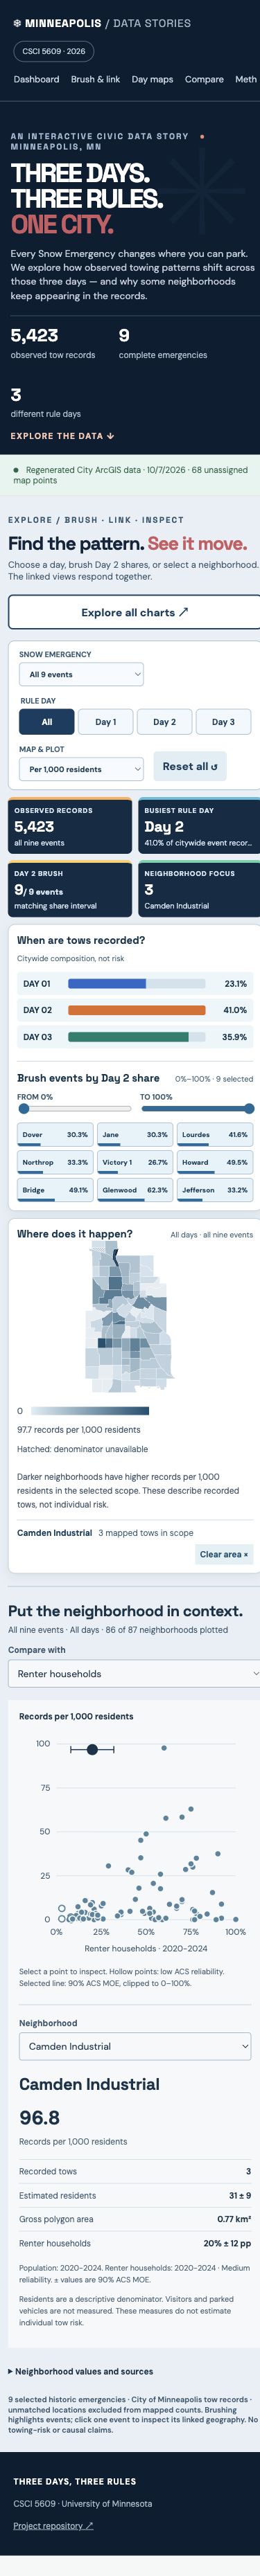 ❄ MINNEAPOLIS / DATA STORIES
CSCI 5609 · 2026
Dashboard Brush & link Day maps Compare Meth
AN INTERACTIVE CIVIC DATA STORY •
MINNEAPOLIS, MN
THREE DAYS.
THREE RULES.
ONE CITY.
Every Snow Emergency changes where you can park.
We explore how observed towing patterns shift across
those three days — and why some neighborhoods
keep appearing in the records.
5,423 9
observed tow records complete emergencies
3
different rule days
EXPLORE THE DATA ↓
● Regenerated City ArcGIS data · 10/7/2026 · 68 unassigned
map points
EXPLORE / BRUSH · LINK · INSPECT
Find the pattern. See it move.
Choose a day, brush Day 2 shares, or select a neighborhood.
The linked views respond together.
Explore all charts ↗
SNOW EMERGENCY
All 9 events
RULE DAY
All Day 1 Day 2 Day 3
MAP & PLOT
Per 1,000 residents Reset all ↺
OBSERVED RECORDS BUSIEST RULE DAY
5,423 Day 2
all nine events 41.0% of citywide event recor...
DAY 2 BRUSH NEIGHBORHOOD FOCUS
9/ 9 events 3
matching share interval Camden Industrial
When are tows recorded?
Citywide composition, not risk
DAY 01 23.1%
DAY 02 41.0%
DAY 03 35.9%
Brush events by Day 2 share 0%–100% · 9 selected
FROM 0% TO 100%
Dover 30.3% Jane 30.3% Lourdes 41.6%
Northrop 33.3% Victory 1 26.7% Howard 49.5%
Bridge 49.1% Glenwood 62.3% Jefferson 33.2%
Where does it happen? All days · all nine events
0
97.7 records per 1,000 residents
Hatched: denominator unavailable
Darker neighborhoods have higher records per 1,000
residents in the selected scope. These describe recorded
tows, not individual risk.
Camden Industrial 3 mapped tows in scope
Clear area ×
Put the neighborhood in context.
All nine events · All days · 86 of 87 neighborhoods plotted
Compare with
Renter households
Records per 1,000 residents
100
75
50
25
0
0% 25% 50% 75% 100%
Renter households · 2020-2024
Select a point to inspect. Hollow points: low ACS reliability.
Selected line: 90% ACS MOE, clipped to 0–100%.
Neighborhood
Camden Industrial
Camden Industrial
96.8
Records per 1,000 residents
Recorded tows 3
Estimated residents 31 ± 9
Gross polygon area 0.77 km²
Renter households 20% ± 12 pp
Population: 2020-2024. Renter households: 2020-2024 · Medium
reliability. ± values are 90% ACS MOE.
Residents are a descriptive denominator. Visitors and parked
vehicles are not measured. These measures do not estimate
individual tow risk.
▶ Neighborhood values and sources
9 selected historic emergencies · City of Minneapolis tow records ·
unmatched locations excluded from mapped counts. Brushing
highlights events; click one event to inspect its linked geography. No
towing-risk or causal claims.
THREE DAYS, THREE RULES
CSCI 5609 · University of Minnesota
Project repository ↗